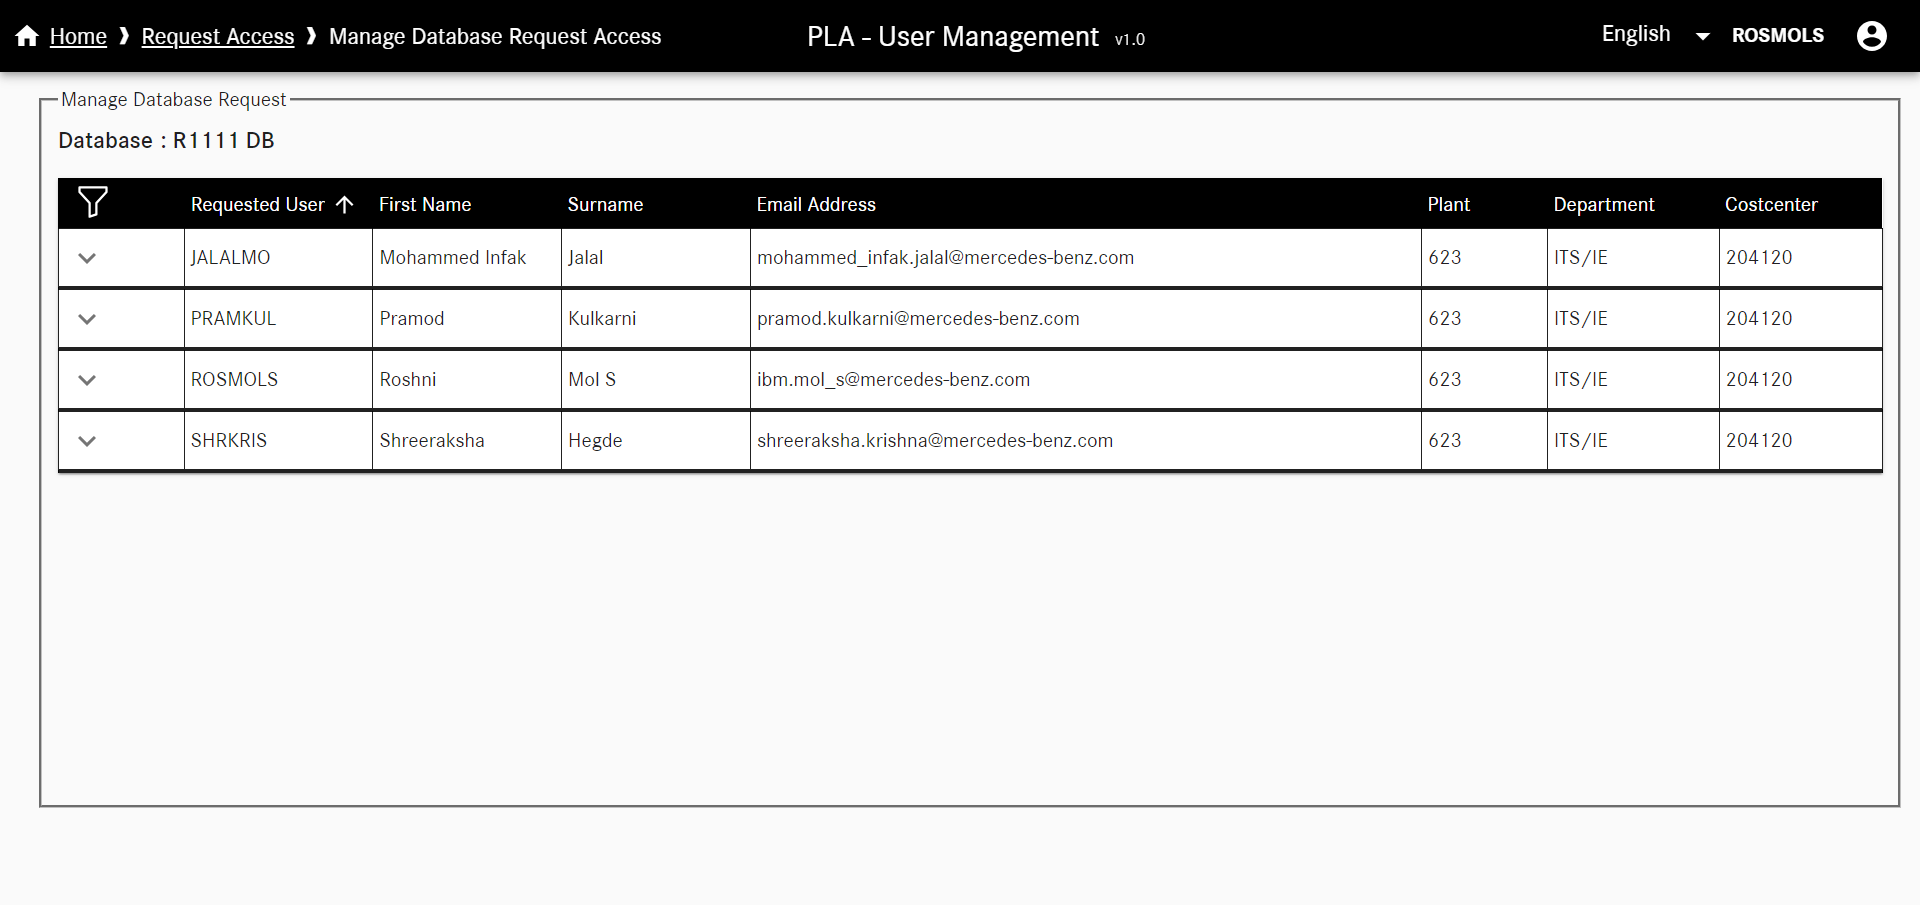 Home ❱ Request Access ❱ Manage Database Request Access PLA - User Management v1.0 English ROSMOLS
Manage Database Request
Database : R1111 DB
Requested User First Name Surname Email Address Plant Department Costcenter
JALALMO Mohammed Infak Jalal mohammed_infak.jalal@mercedes-benz.com 623 ITS/IE 204120
PRAMKUL Pramod Kulkarni pramod.kulkarni@mercedes-benz.com 623 ITS/IE 204120
ROSMOLS Roshni Mol S ibm.mol_s@mercedes-benz.com 623 ITS/IE 204120
SHRKRIS Shreeraksha Hegde shreeraksha.krishna@mercedes-benz.com 623 ITS/IE 204120